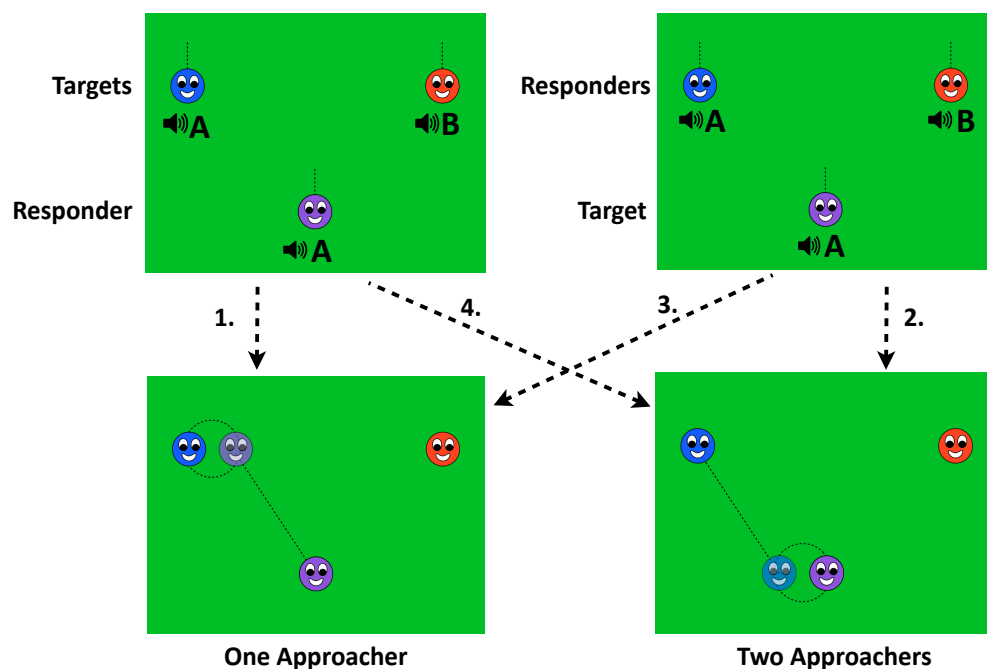 Targets
A
B
Responder
A
Responders
A
B
Target
A
1.
4.
3.
2.
One Approacher
Two Approachers